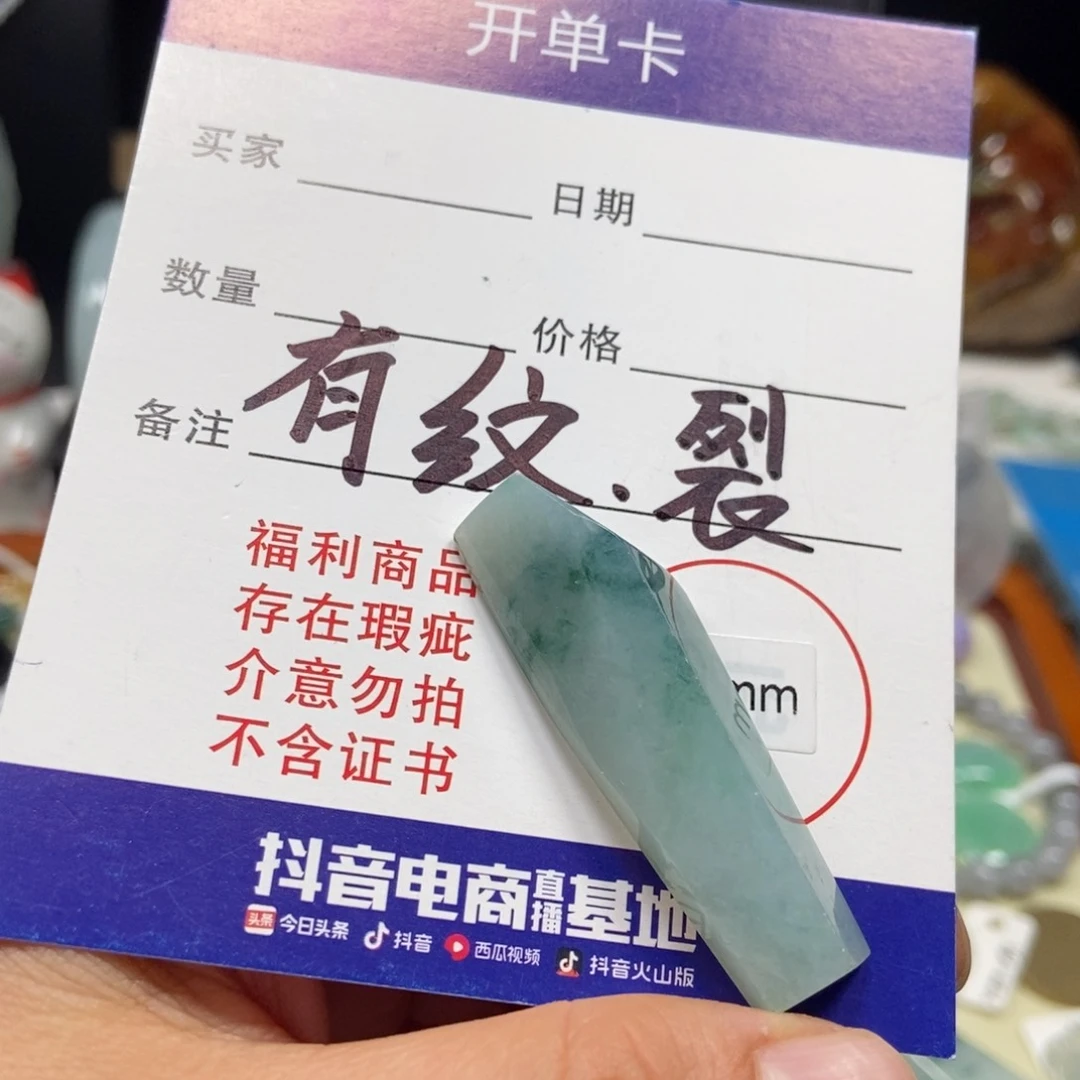 开单卡
买家 日期
数量 价格
备注 有纹、裂
福利商品
存在瑕疵
介意勿拍
不含证书
mm
抖音电商直播基地
头条 今日头条 抖音 西瓜视频 抖音火山版